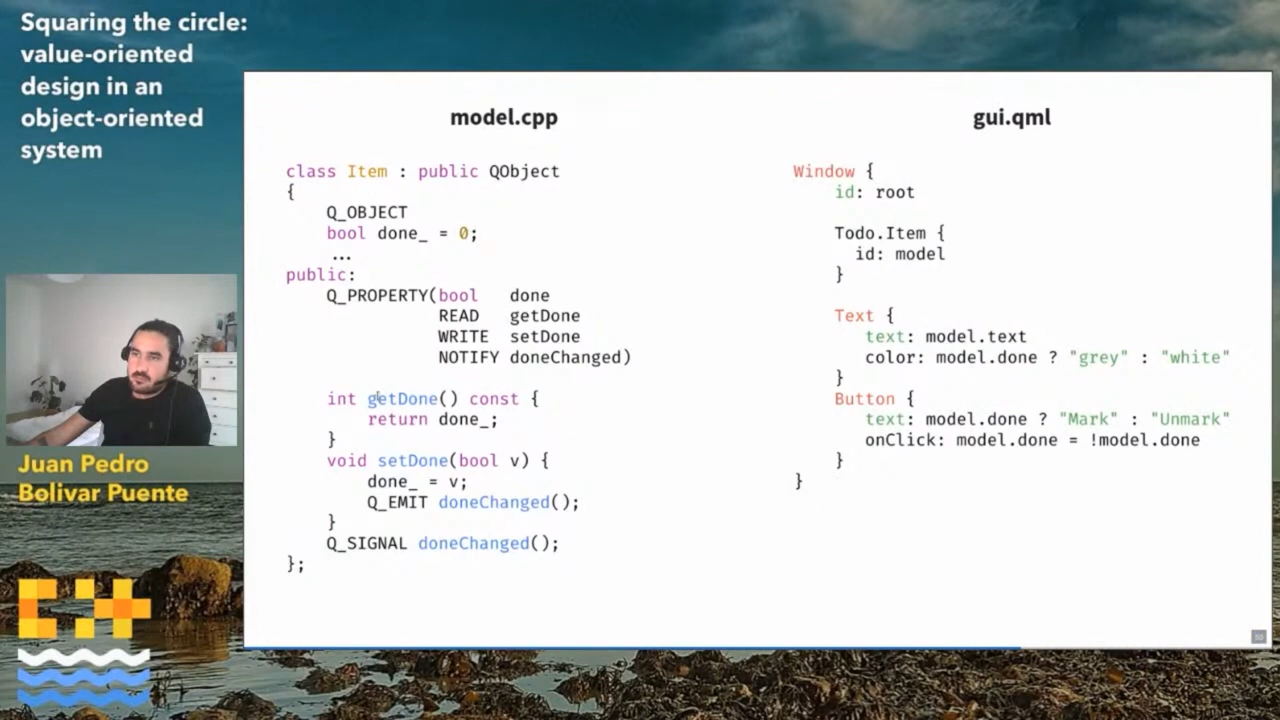 Squaring the circle:
value-oriented
design in an
object-oriented
system
Juan Pedro
Bolivar Puente
model.cpp
class Item : public QObject
{
    Q_OBJECT
    bool done_ = 0;
    ...
public:
    Q_PROPERTY(bool   done
               READ   getDone
               WRITE  setDone
               NOTIFY doneChanged)
    int getDone() const {
        return done_;
    }
    void setDone(bool v) {
        done_ = v;
        Q_EMIT doneChanged();
    }
    Q_SIGNAL doneChanged();
};
gui.qml
Window {
    id: root
    Todo.Item {
      id: model
    }
    Text {
       text: model.text
       color: model.done ? "grey" : "white"
    }
    Button {
       text: model.done ? "Mark" : "Unmark"
       onClick: model.done = !model.done
    }
}